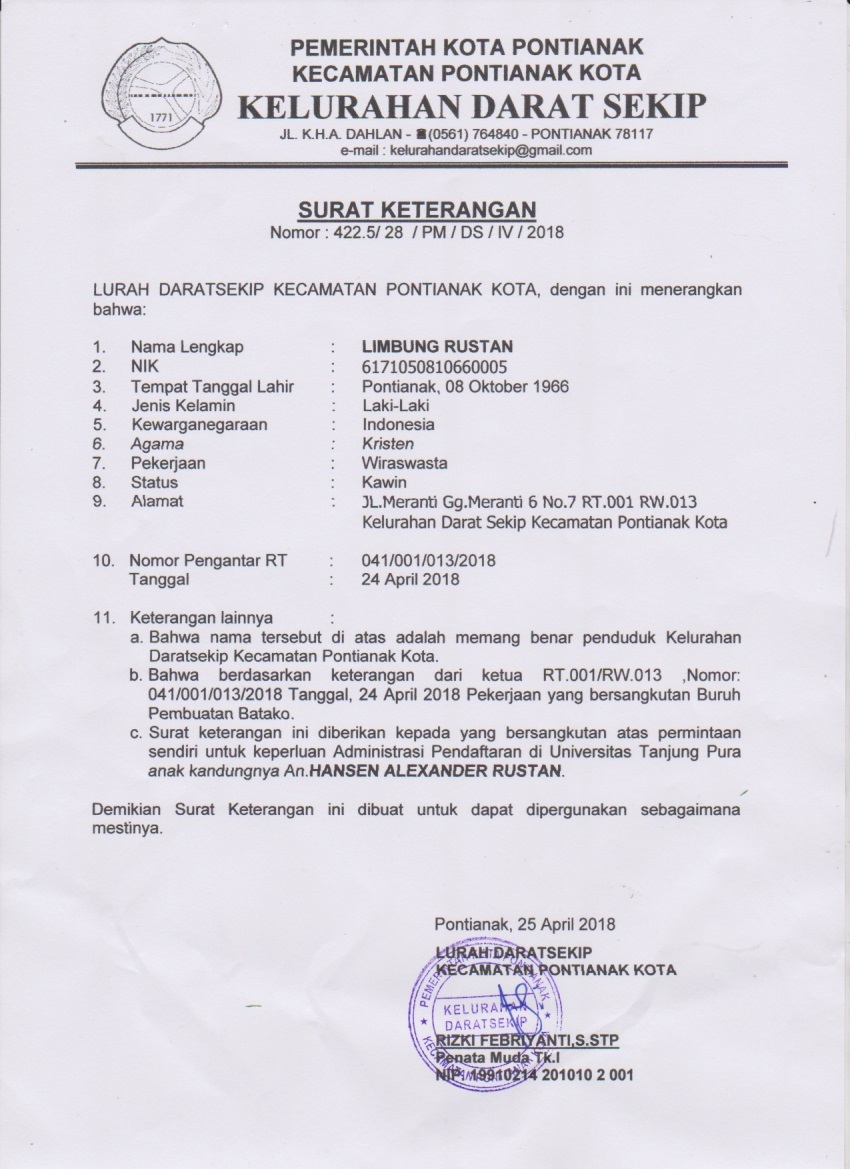 PEMERINTAH KOTA PONTIANAK
KECAMATAN PONTIANAK KOTA
KELURAHAN DARAT SEKIP
JL. K.H.A. DAHLAN - ☎(0561) 764840 - PONTIANAK 78117
e-mail : kelurahandaratsekip@gmail.com
1771
SURAT KETERANGAN
Nomor : 422.5/ 28 / PM / DS / IV / 2018
LURAH DARATSEKIP KECAMATAN PONTIANAK KOTA, dengan ini menerangkan
bahwa:
1. Nama Lengkap : LIMBUNG RUSTAN
2. NIK : 6171050810660005
3. Tempat Tanggal Lahir : Pontianak, 08 Oktober 1966
4. Jenis Kelamin : Laki-Laki
5. Kewarganegaraan : Indonesia
6. Agama : Kristen
7. Pekerjaan : Wiraswasta
8. Status : Kawin
9. Alamat : JL.Meranti Gg.Meranti 6 No.7 RT.001 RW.013
Kelurahan Darat Sekip Kecamatan Pontianak Kota
10. Nomor Pengantar RT : 041/001/013/2018
Tanggal : 24 April 2018
11. Keterangan lainnya :
a. Bahwa nama tersebut di atas adalah memang benar penduduk Kelurahan
Daratsekip Kecamatan Pontianak Kota.
b. Bahwa berdasarkan keterangan dari ketua RT.001/RW.013 ,Nomor:
041/001/013/2018 Tanggal, 24 April 2018 Pekerjaan yang bersangkutan Buruh
Pembuatan Batako.
c. Surat keterangan ini diberikan kepada yang bersangkutan atas permintaan
sendiri untuk keperluan Administrasi Pendaftaran di Universitas Tanjung Pura
anak kandungnya An.HANSEN ALEXANDER RUSTAN.
Demikian Surat Keterangan ini dibuat untuk dapat dipergunakan sebagaimana
mestinya.
Pontianak, 25 April 2018
LURAH DARATSEKIP
KECAMATAN PONTIANAK KOTA
KELURAHAN
DARATSEKIP
RIZKI FEBRIYANTI,S.STP
Penata Muda Tk.I
NIP. 19910214 201010 2 001